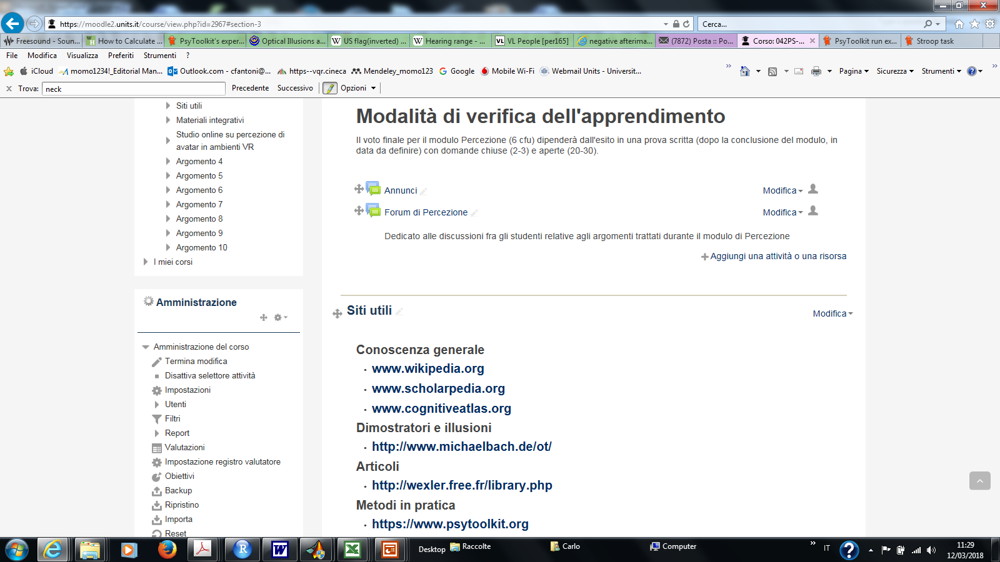 https://moodle2.units.it/course/view.php?id=2967#section-3
Cerca...
Freesound - Soun...
How to Calculate ...
PsyToolkit's exper...
Optical Illusions a...
US flag(inverted) ...
Hearing range - ...
VL People [per165]
negative afterima...
(7872) Posta :: Po...
Corso: 042PS-...
PsyToolkit run ex...
Stroop task
File Modifica Visualizza Preferiti Strumenti ?
iCloud momo1234!_Editorial Man... Outlook.com - cfantoni@... https--vqr.cineca Mendeley_momo123 Google Mobile Wi-Fi Webmail Units - Universit...
Pagina Sicurezza Strumenti
Trova: neck Precedente Successivo Opzioni
Siti utili
Materiali integrativi
Studio online su percezione di
avatar in ambienti VR
Argomento 4
Argomento 5
Argomento 6
Argomento 7
Argomento 8
Argomento 9
Argomento 10
I miei corsi
Amministrazione
Amministrazione del corso
Termina modifica
Disattiva selettore attività
Impostazioni
Utenti
Filtri
Report
Valutazioni
Impostazione registro valutatore
Obiettivi
Backup
Ripristino
Importa
Reset
Modalità di verifica dell'apprendimento
Il voto finale per il modulo Percezione (6 cfu) dipenderà dall'esito in una prova scritta (dopo la conclusione del modulo, in
data da definire) con domande chiuse (2-3) e aperte (20-30).
Annunci
Modifica
Forum di Percezione
Modifica
Dedicato alle discussioni fra gli studenti relative agli argomenti trattati durante il modulo di Percezione
Aggiungi una attività o una risorsa
Siti utili
Modifica
Conoscenza generale
www.wikipedia.org
www.scholarpedia.org
www.cognitiveatlas.org
Dimostratori e illusioni
http://www.michaelbach.de/ot/
Articoli
http://wexler.free.fr/library.php
Metodi in pratica
https://www.psytoolkit.org
Desktop Raccolte Carlo Computer
IT
11:29
12/03/2018